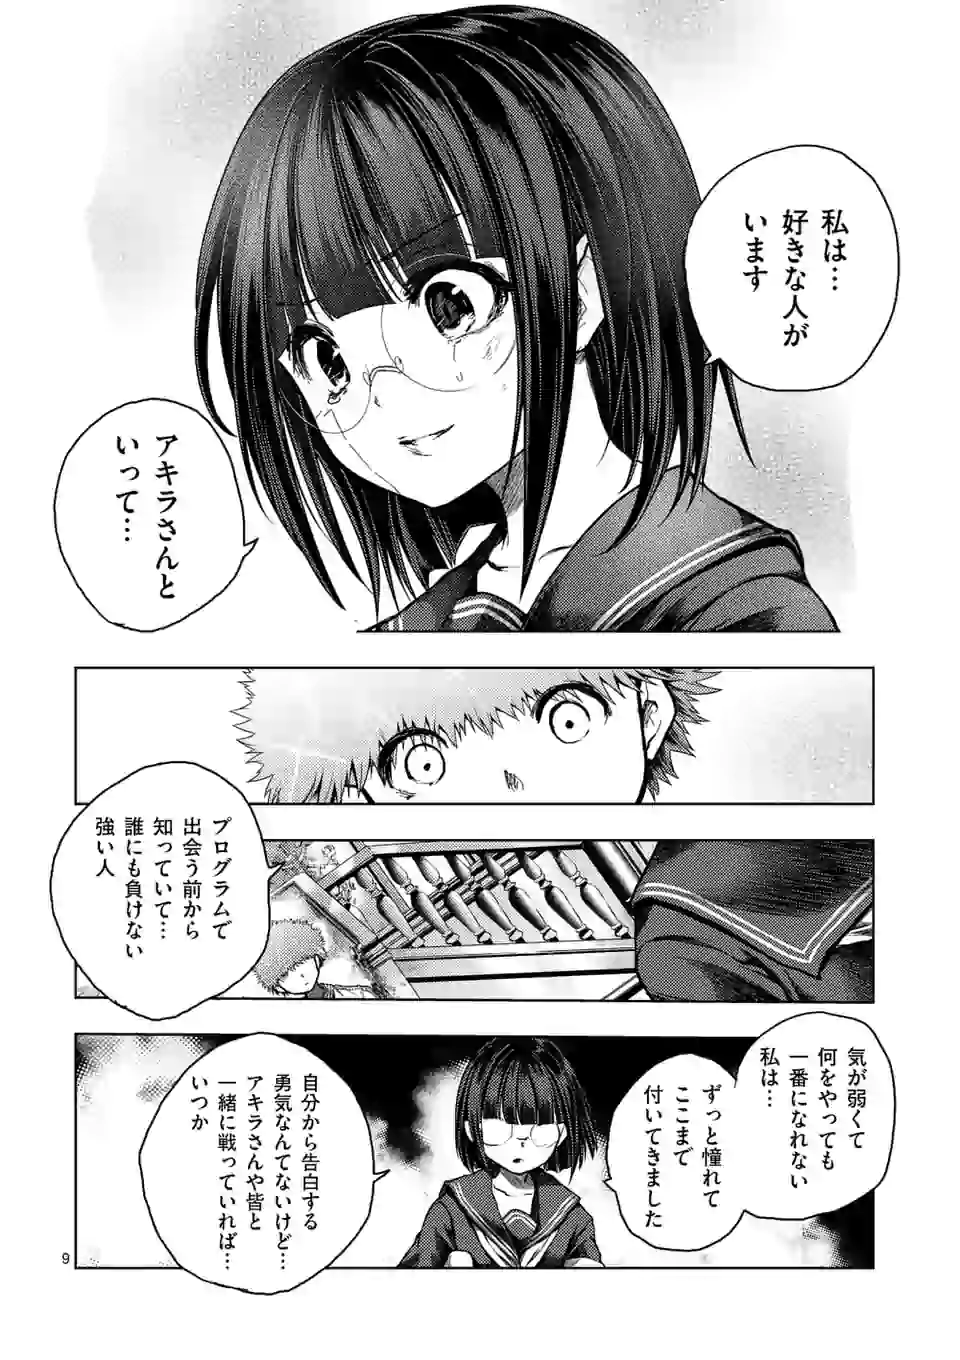 私は…
好きな人が
います
アキラさんと
いって…
プログラムで
出会う前から
知っていて…
誰にも負けない
強い人
気が弱くて
何をやっても
一番になれない
私は…
ずっと憧れて
ここまで
付いてきました
自分から告白する
勇気なんてないけど…
アキラさんや皆と
一緒に戦っていれば…
いつか
9